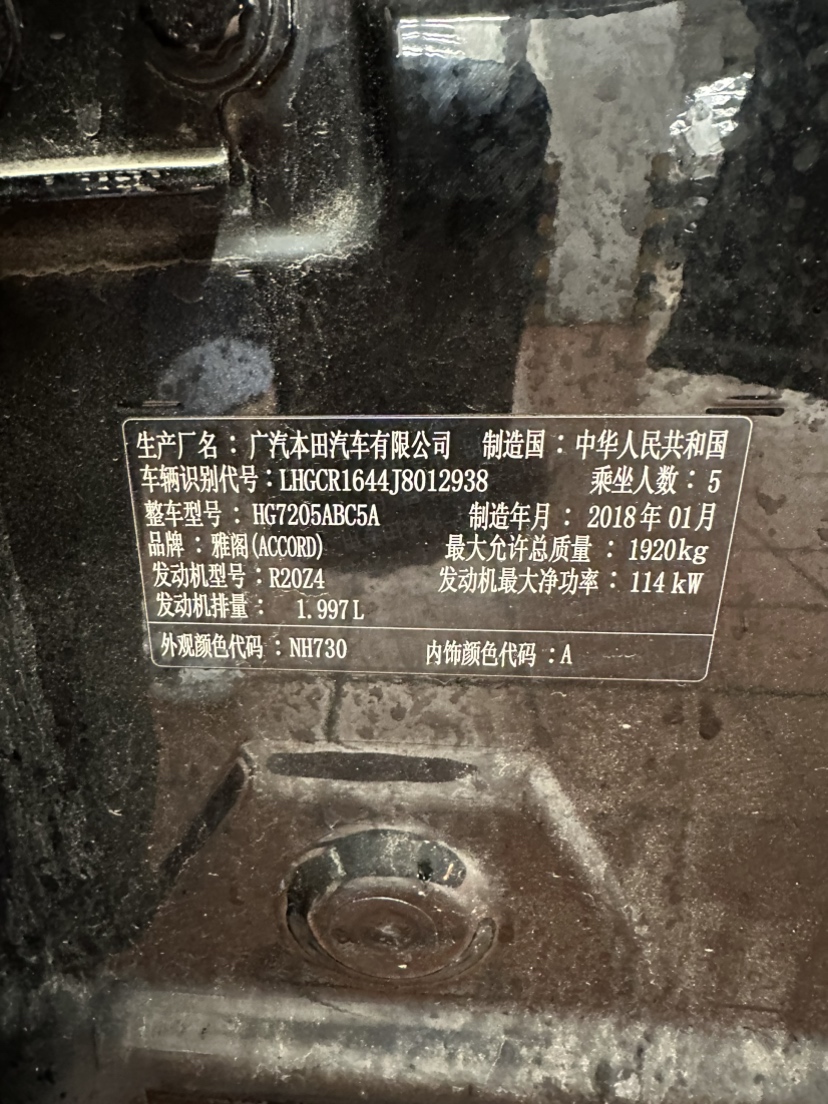 生产厂名：广汽本田汽车有限公司 制造国：中华人民共和国
车辆识别代号：LHGCR1644J8012938 乘坐人数：5
整车型号：HG7205ABC5A 制造年月：2018年01月
品牌：雅阁(ACCORD) 最大允许总质量：1920kg
发动机型号：R20Z4 发动机最大净功率：114kW
发动机排量：1.997L
外观颜色代码：NH730 内饰颜色代码：A